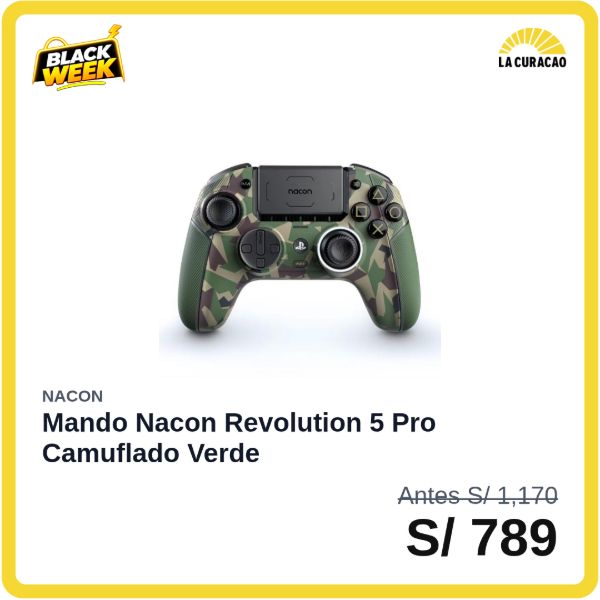 BLACK
WEEK
LA CURACAO
nacon
NACON
Mando Nacon Revolution 5 Pro
Camuflado Verde
Antes S/ 1,170
S/ 789